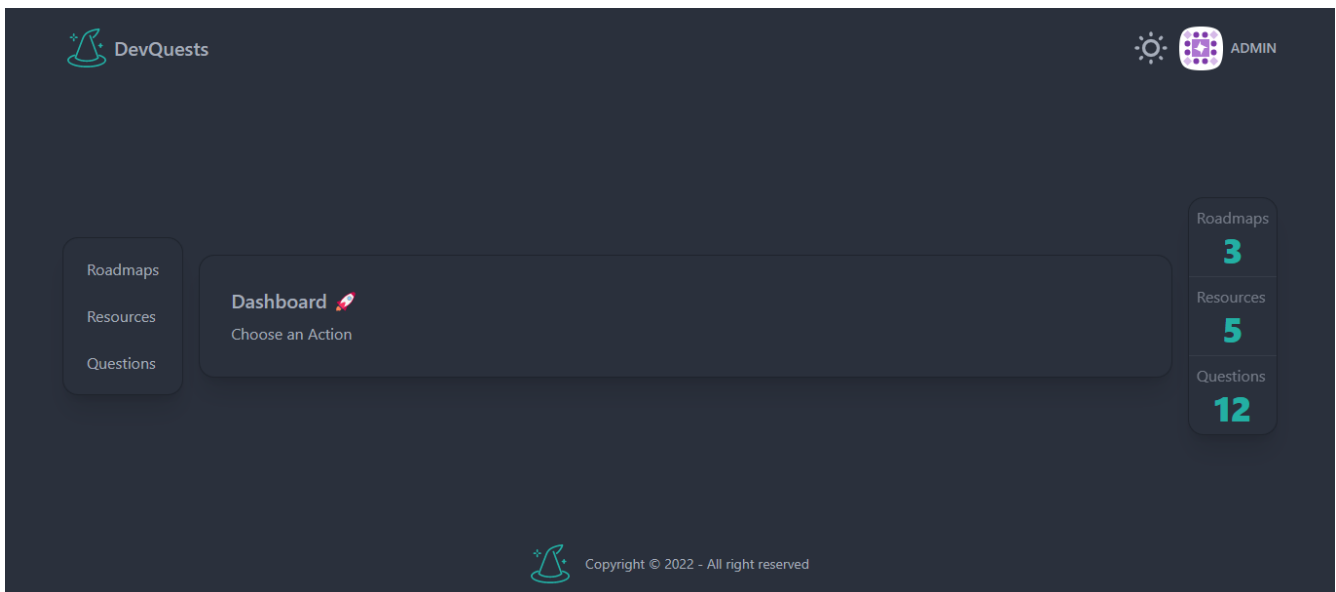 DevQuests
ADMIN
Roadmaps
Resources
Questions
Dashboard 🚀
Choose an Action
Roadmaps
3
Resources
5
Questions
12
Copyright © 2022 - All right reserved